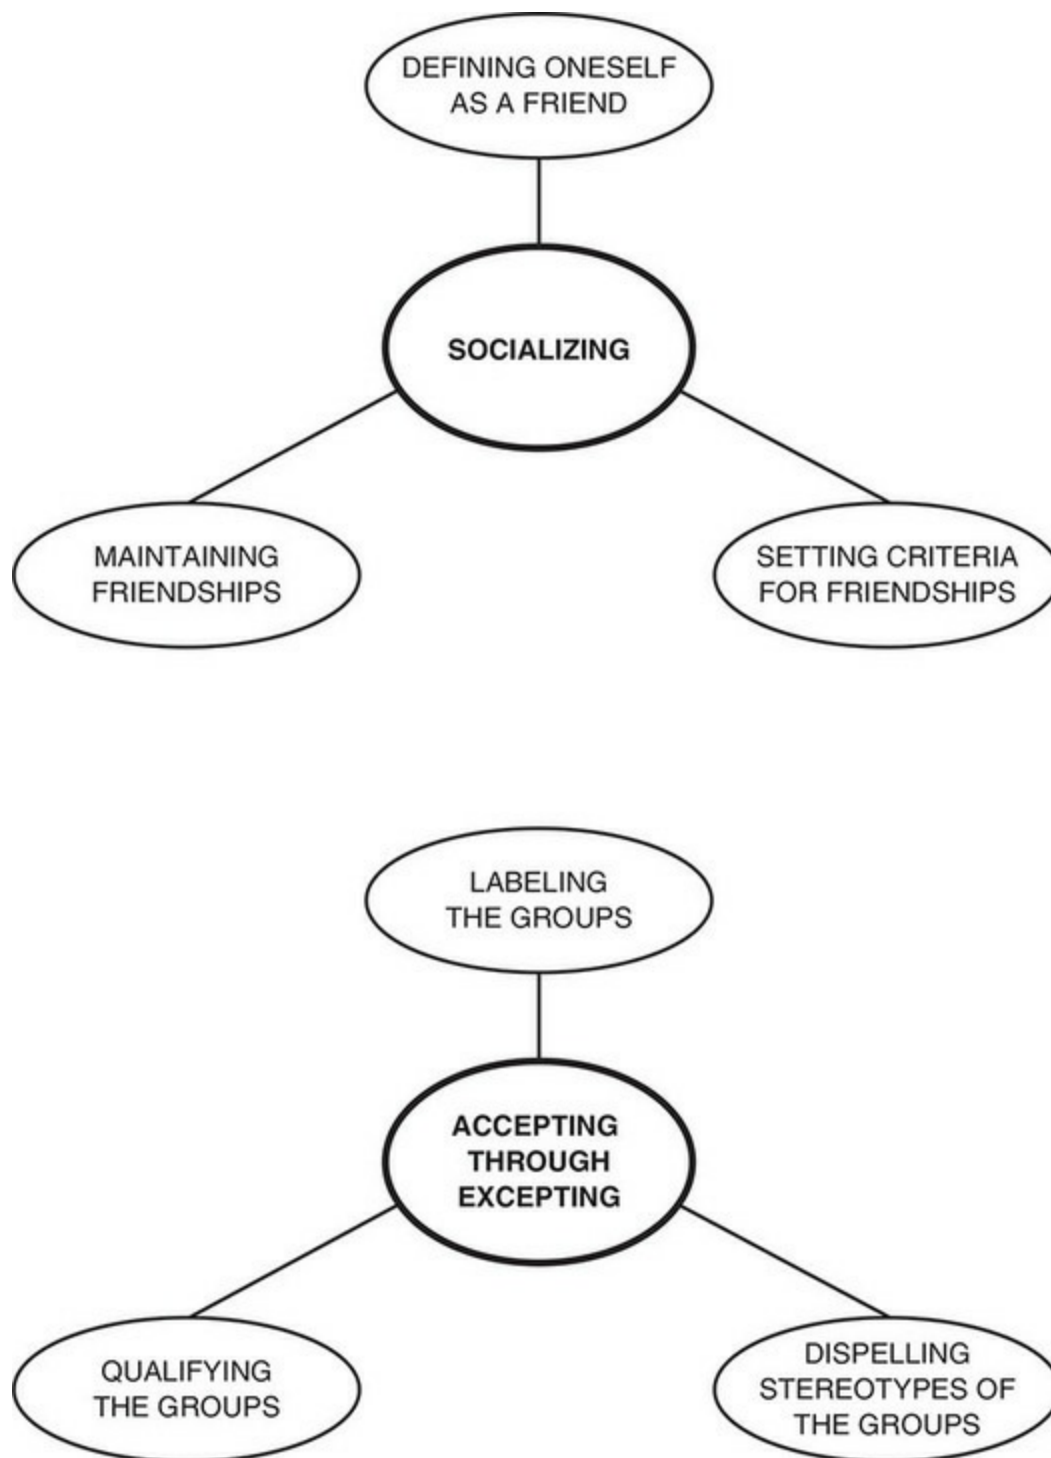 DEFINING ONESELF
AS A FRIEND
SOCIALIZING
MAINTAINING
FRIENDSHIPS
SETTING CRITERIA
FOR FRIENDSHIPS
LABELING
THE GROUPS
ACCEPTING
THROUGH
EXCEPTING
QUALIFYING
THE GROUPS
DISPELLING
STEREOTYPES OF
THE GROUPS